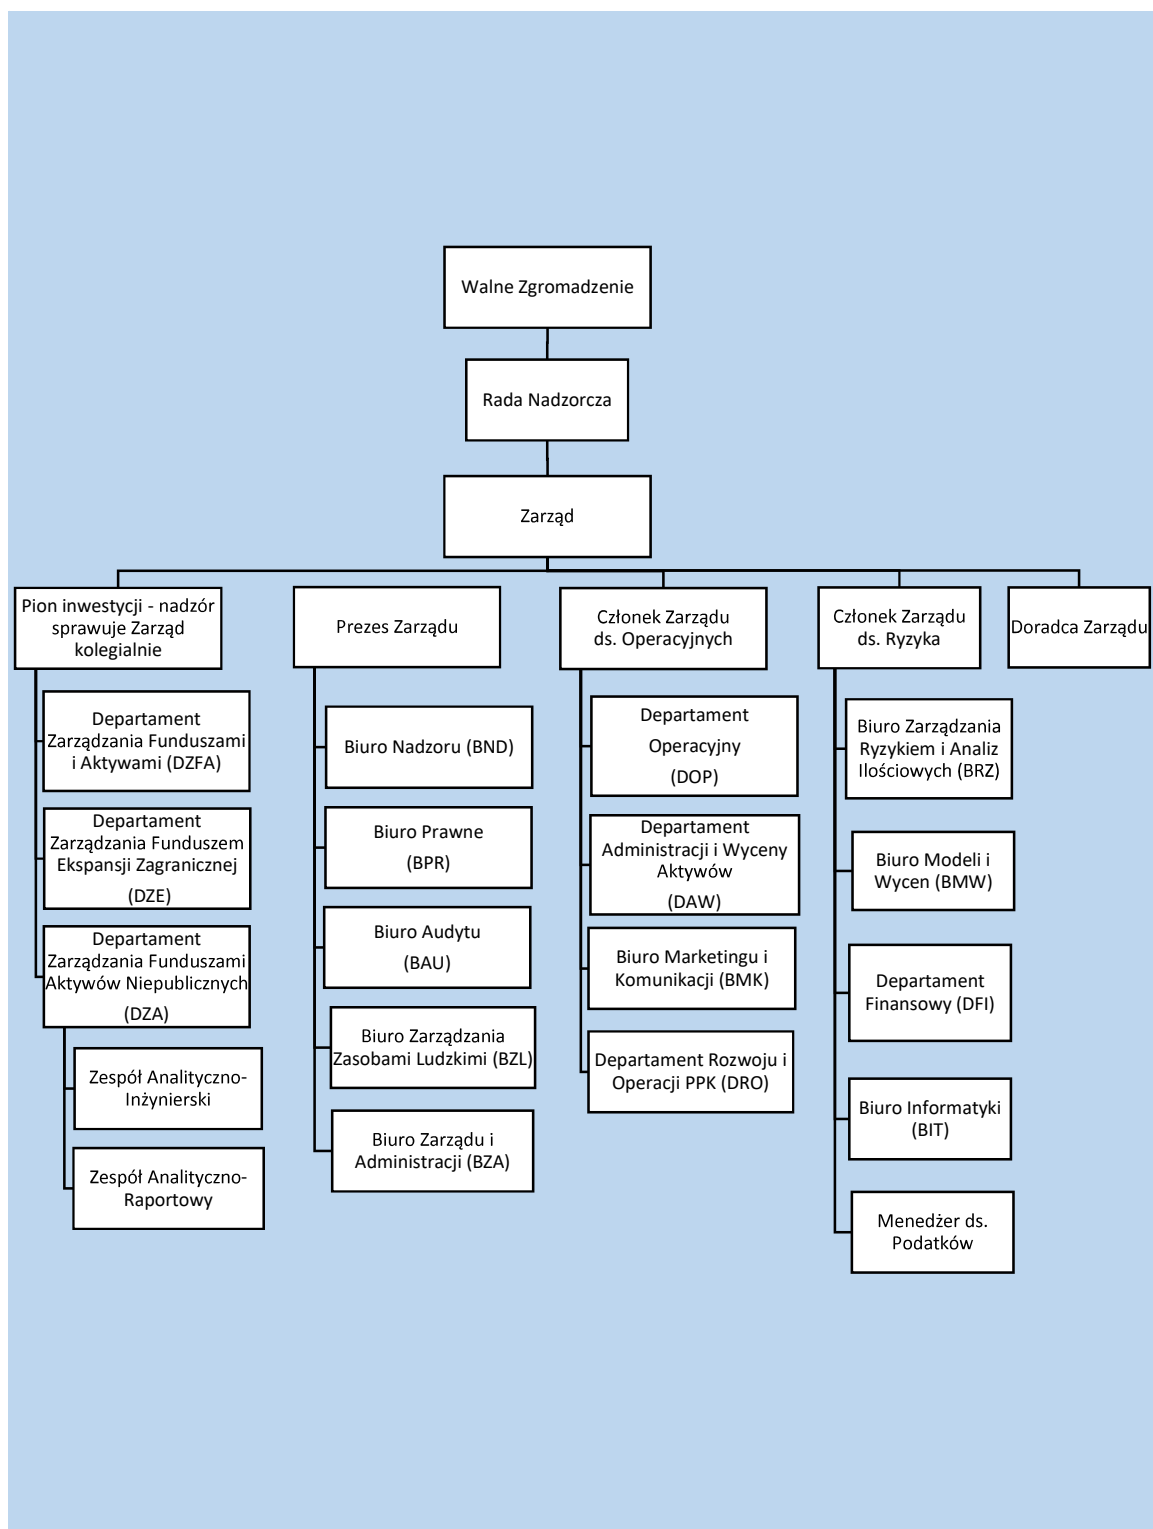 Walne Zgromadzenie
Rada Nadzorcza
Zarząd
Pion inwestycji - nadzór
sprawuje Zarząd
kolegialnie
Departament
Zarządzania Funduszami
i Aktywami (DZFA)
Departament
Zarządzania Funduszem
Ekspansji Zagranicznej
(DZE)
Departament
Zarządzania Funduszami
Aktywów Niepublicznych
(DZA)
Zespół Analityczno-
Inżynierski
Zespół Analityczno-
Raportowy
Prezes Zarządu
Biuro Nadzoru (BND)
Biuro Prawne
(BPR)
Biuro Audytu
(BAU)
Biuro Zarządzania
Zasobami Ludzkimi (BZL)
Biuro Zarządu i
Administracji (BZA)
Członek Zarządu
ds. Operacyjnych
Departament
Operacyjny
(DOP)
Departament
Administracji i Wyceny
Aktywów
(DAW)
Biuro Marketingu i
Komunikacji (BMK)
Departament Rozwoju i
Operacji PPK (DRO)
Członek Zarządu
ds. Ryzyka
Biuro Zarządzania
Ryzykiem i Analiz
Ilościowych (BRZ)
Biuro Modeli i
Wycen (BMW)
Departament
Finansowy (DFI)
Biuro Informatyki
(BIT)
Menedżer ds.
Podatków
Doradca Zarządu